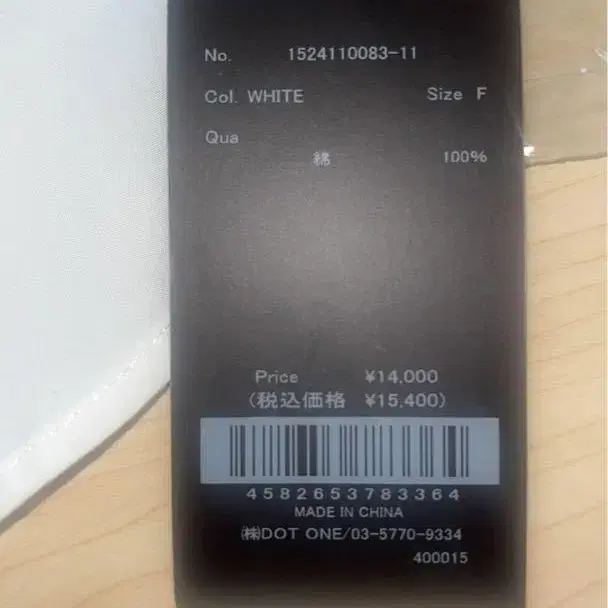 No. 1524110083-11
Col. WHITE Size F
Qua
綿 100%
Price ¥14,000
(税込価格 ¥15,400)
4582653783364
MADE IN CHINA
㈱DOT ONE/03-5770-9334
400015